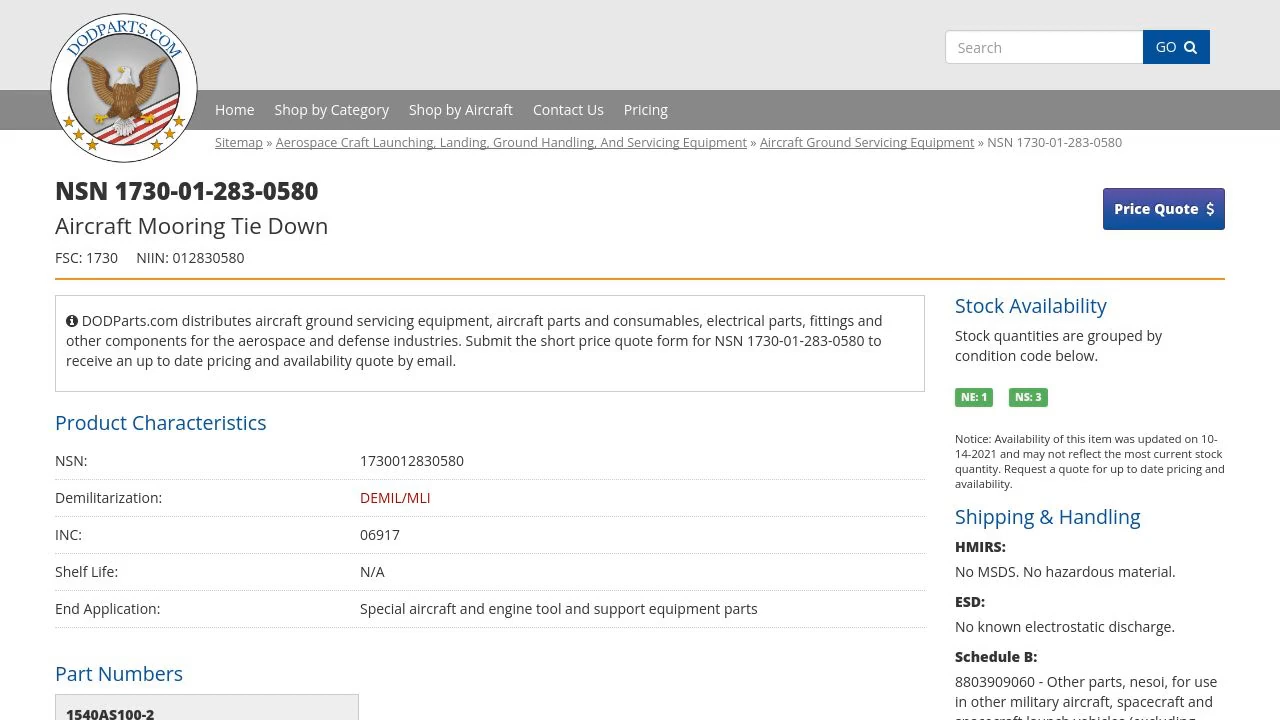 DODPARTS.COM
Search
GO
Home Shop by Category Shop by Aircraft Contact Us Pricing
Sitemap » Aerospace Craft Launching, Landing, Ground Handling, And Servicing Equipment » Aircraft Ground Servicing Equipment » NSN 1730-01-283-0580
NSN 1730-01-283-0580
Aircraft Mooring Tie Down
FSC: 1730 NIIN: 012830580
Price Quote $
DODParts.com distributes aircraft ground servicing equipment, aircraft parts and consumables, electrical parts, fittings and
other components for the aerospace and defense industries. Submit the short price quote form for NSN 1730-01-283-0580 to
receive an up to date pricing and availability quote by email.
Product Characteristics
NSN: 1730012830580
Demilitarization: DEMIL/MLI
INC: 06917
Shelf Life: N/A
End Application: Special aircraft and engine tool and support equipment parts
Part Numbers
1540AS100-2
Stock Availability
Stock quantities are grouped by
condition code below.
NE: 1 NS: 3
Notice: Availability of this item was updated on 10-
14-2021 and may not reflect the most current stock
quantity. Request a quote for up to date pricing and
availability.
Shipping & Handling
HMIRS:
No MSDS. No hazardous material.
ESD:
No known electrostatic discharge.
Schedule B:
8803909060 - Other parts, nesoi, for use
in other military aircraft, spacecraft and
spacecraft launch vehicles (excluding